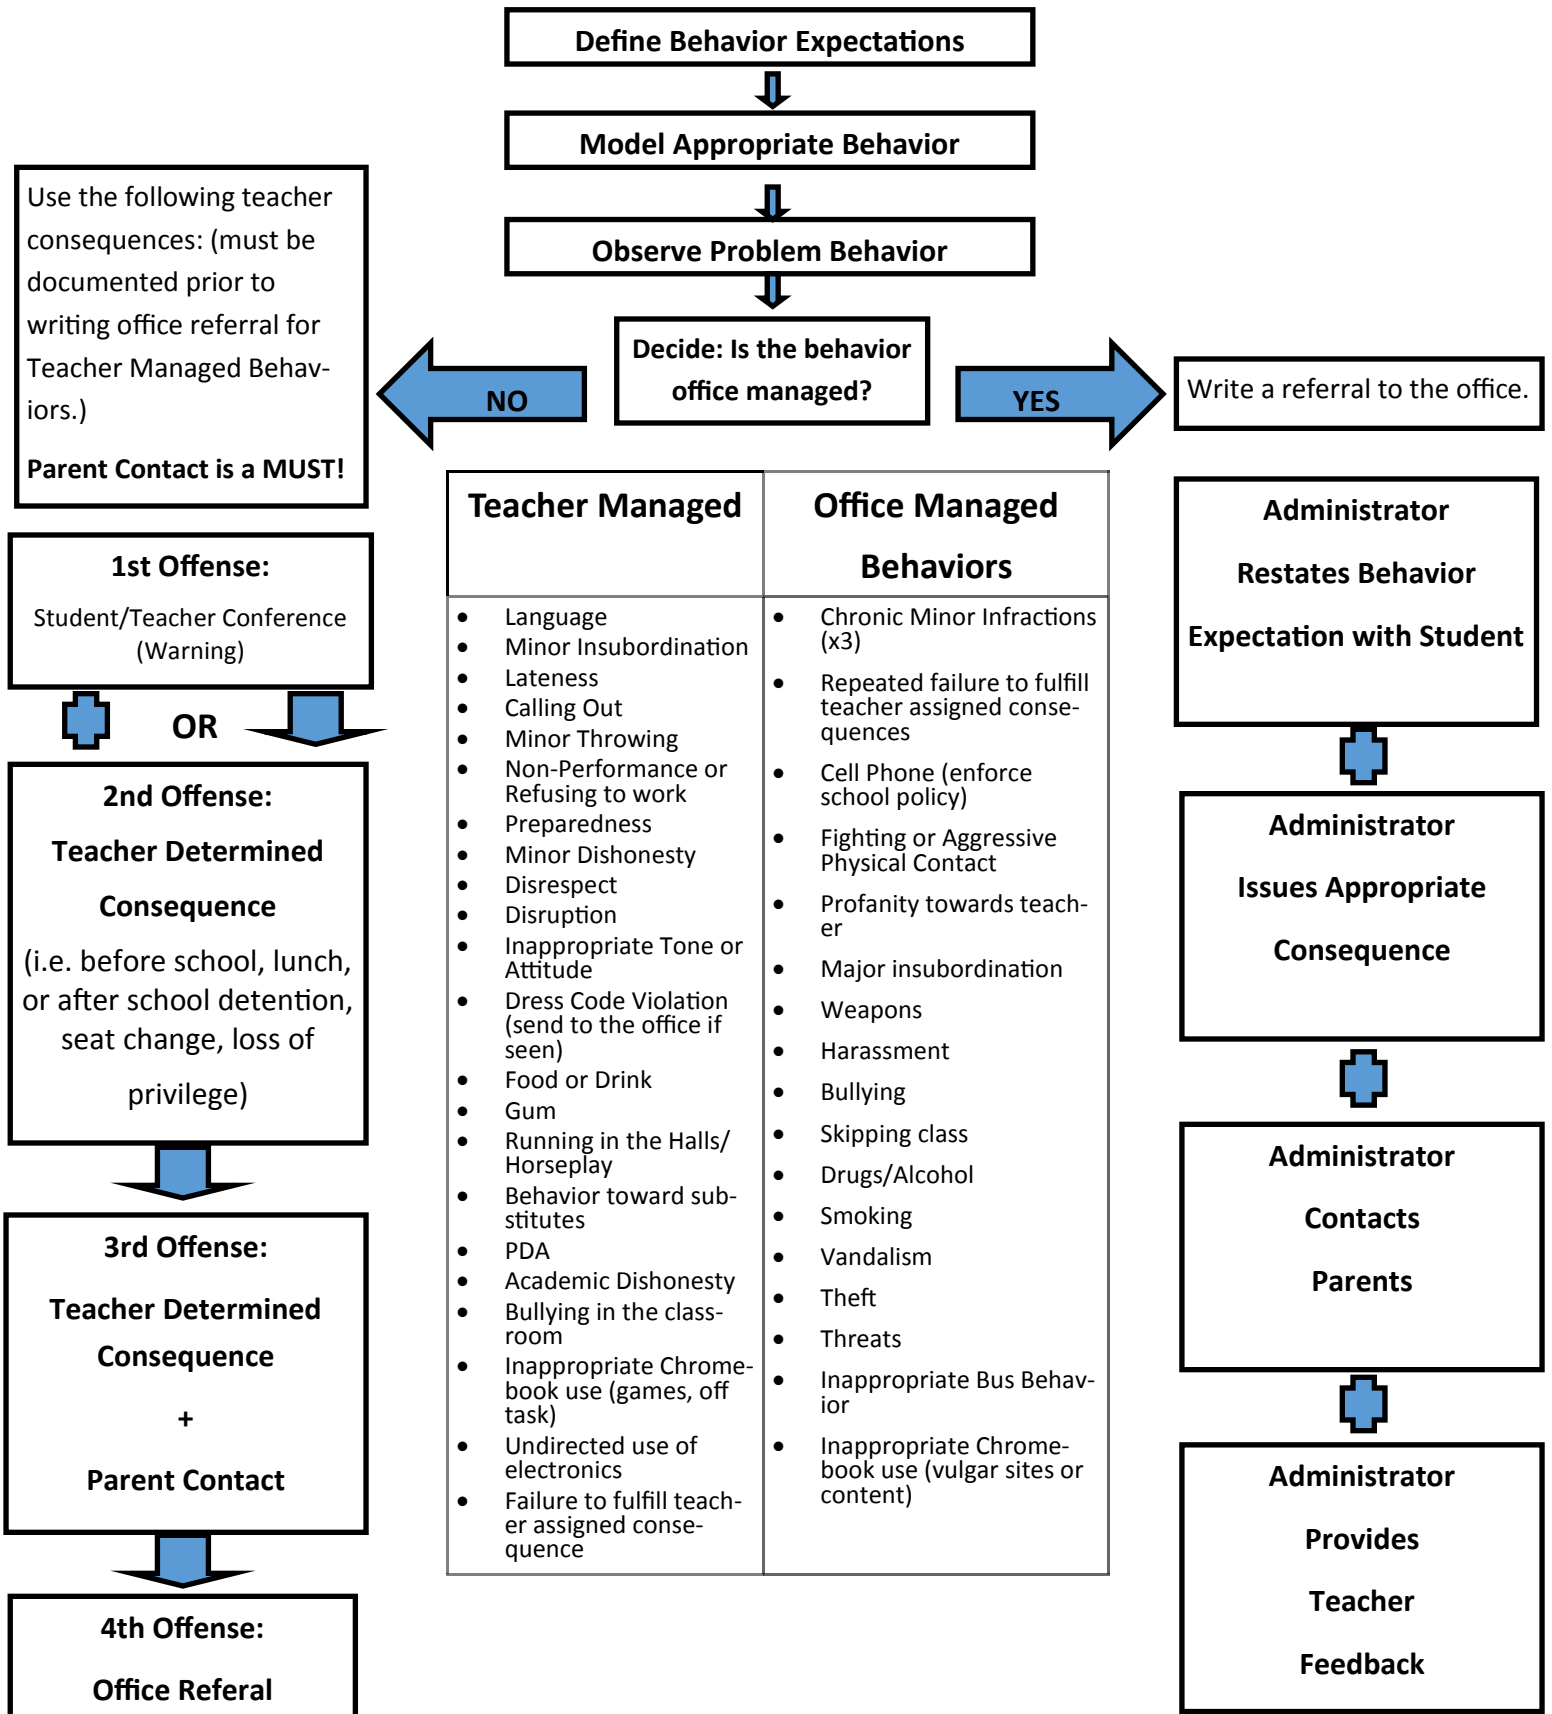 Define Behavior Expectations
Model Appropriate Behavior
Observe Problem Behavior
Decide: Is the behavior
office managed?
NO
YES
Use the following teacher
consequences: (must be
documented prior to
writing office referral for
Teacher Managed Behav-
iors.)
Parent Contact is a MUST!
1st Offense:
Student/Teacher Conference
(Warning)
OR
2nd Offense:
Teacher Determined
Consequence
(i.e. before school, lunch,
or after school detention,
seat change, loss of
privilege)
3rd Offense:
Teacher Determined
Consequence
+
Parent Contact
4th Offense:
Office Referal
Teacher Managed
• Language
• Minor Insubordination
• Lateness
• Calling Out
• Minor Throwing
• Non-Performance or
Refusing to work
• Preparedness
• Minor Dishonesty
• Disrespect
• Disruption
• Inappropriate Tone or
Attitude
• Dress Code Violation
(send to the office if
seen)
• Food or Drink
• Gum
• Running in the Halls/
Horseplay
• Behavior toward sub-
stitutes
• PDA
• Academic Dishonesty
• Bullying in the class-
room
• Inappropriate Chrome-
book use (games, off
task)
• Undirected use of
electronics
• Failure to fulfill teach-
er assigned conse-
quence
Office Managed
Behaviors
• Chronic Minor Infractions
(x3)
• Repeated failure to fulfill
teacher assigned conse-
quences
• Cell Phone (enforce
school policy)
• Fighting or Aggressive
Physical Contact
• Profanity towards teach-
er
• Major insubordination
• Weapons
• Harassment
• Bullying
• Skipping class
• Drugs/Alcohol
• Smoking
• Vandalism
• Theft
• Threats
• Inappropriate Bus Behav-
ior
• Inappropriate Chrome-
book use (vulgar sites or
content)
Write a referral to the office.
Administrator
Restates Behavior
Expectation with Student
Administrator
Issues Appropriate
Consequence
Administrator
Contacts
Parents
Administrator
Provides
Teacher
Feedback